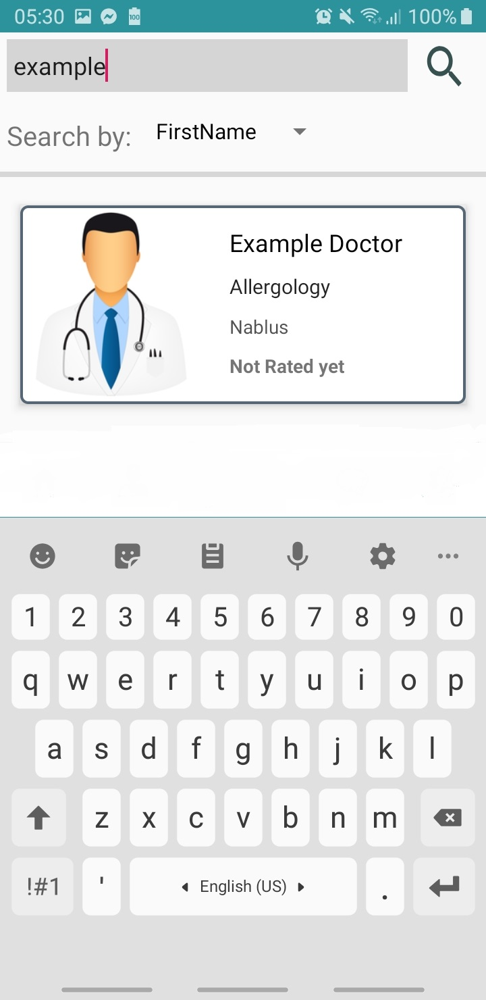 05:30 100 100%
example
Search by: FirstName
Example Doctor
Allergology
Nablus
Not Rated yet
1 2 3 4 5 6 7 8 9 0
q w e r t y u i o p
a s d f g h j k l
z x c v b n m
!#1 ' English (US) .